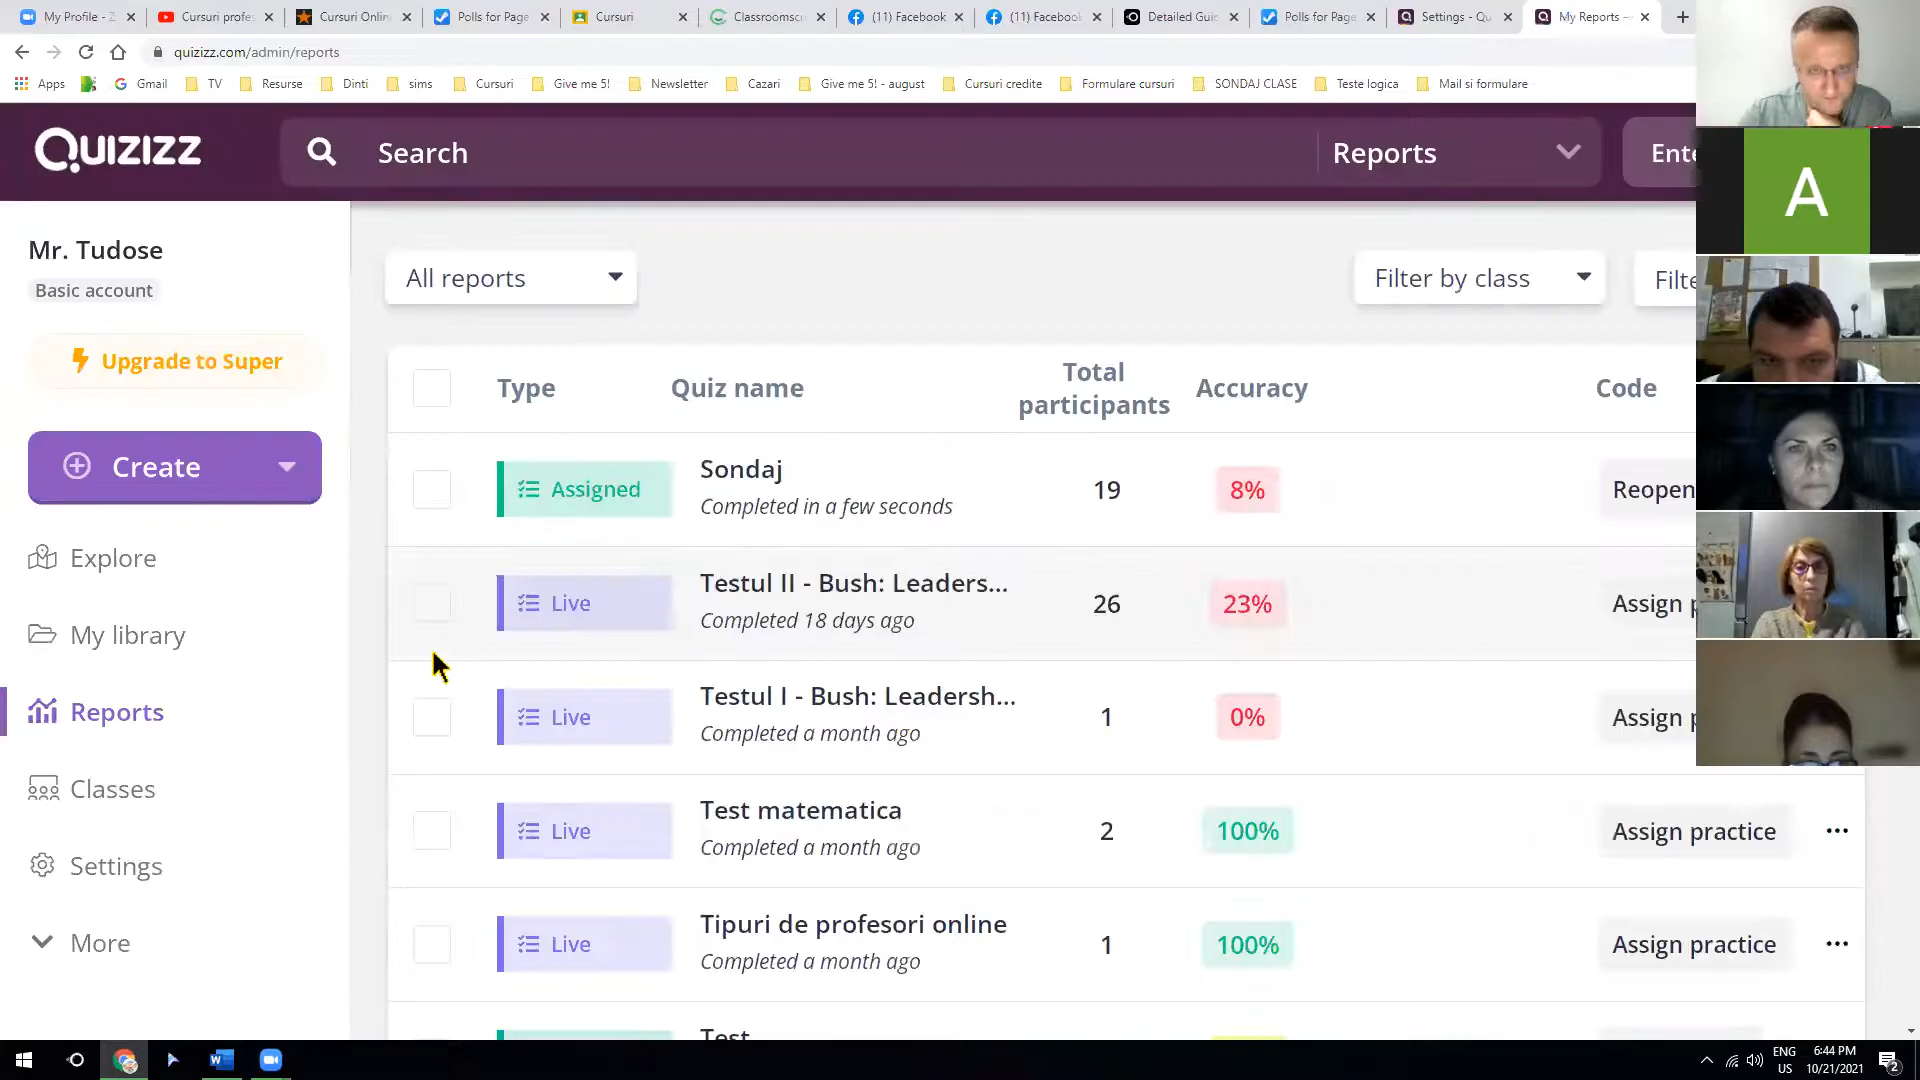 My Profile - Z
Cursuri profes
Cursuri Onlin
Polls for Page
Cursuri
Classroomscr
(11) Facebook
(11) Facebook
Detailed Guid
Polls for Page
Settings - Qu
My Reports -
quizizz.com/admin/reports
Apps
Gmail
TV
Resurse
Dinti
sims
Cursuri
Give me 5!
Newsletter
Cazari
Give me 5! - august
Cursuri credite
Formulare cursuri
SONDAJ CLASE
Teste logica
Mail si formulare
Quizizz
Search
Reports
Ente
A
Mr. Tudose
Basic account
Upgrade to Super
Create
Explore
My library
Reports
Classes
Settings
More
All reports
Filter by class
Filte
Type
Quiz name
Total
participants
Accuracy
Code
Assigned
Sondaj
Completed in a few seconds
19
8%
Reopen
Live
Testul II - Bush: Leaders...
Completed 18 days ago
26
23%
Assign p
Live
Testul I - Bush: Leadersh...
Completed a month ago
1
0%
Assign p
Live
Test matematica
Completed a month ago
2
100%
Assign practice
Live
Tipuri de profesori online
Completed a month ago
1
100%
Assign practice
Test
ENG
US
6:44 PM
10/21/2021
2